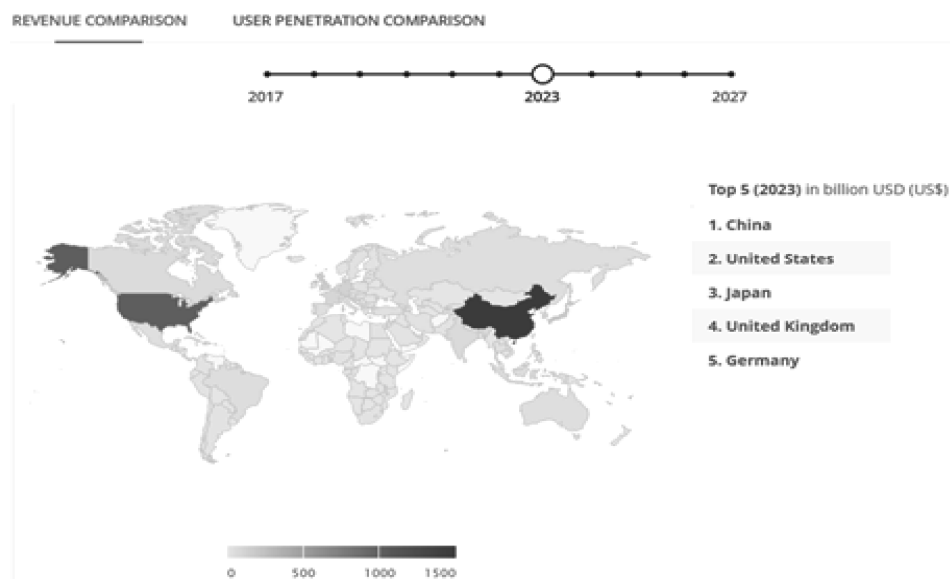 REVENUE COMPARISON USER PENETRATION COMPARISON
2017 2023 2027
Top 5 (2023) in billion USD (US$)
1. China
2. United States
3. Japan
4. United Kingdom
5. Germany
0 500 1000 1500